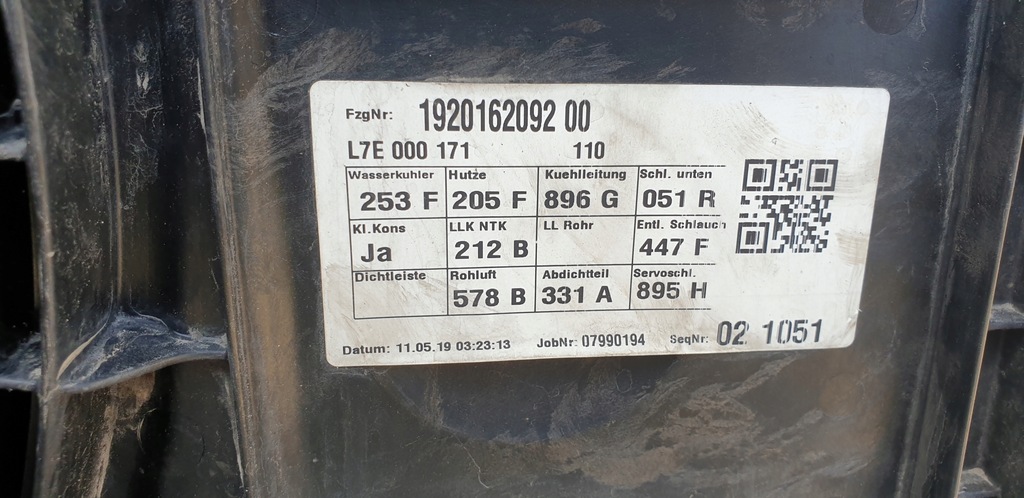 FzgNr: 1920162092 00
L7E 000 171 110
Wasserkuhler Hutze Kuehlleitung Schl. unten
253 F 205 F 896 G 051 R
Kl.Kons LLK NTK LL Rohr Entl. Schlauch
Ja 212 B 447 F
Dichtleiste Rohluft Abdichtteil Servoschl.
578 B 331 A 895 H
Datum: 11.05.19 03:23:13 JobNr: 07990194 SeqNr: 02 1051